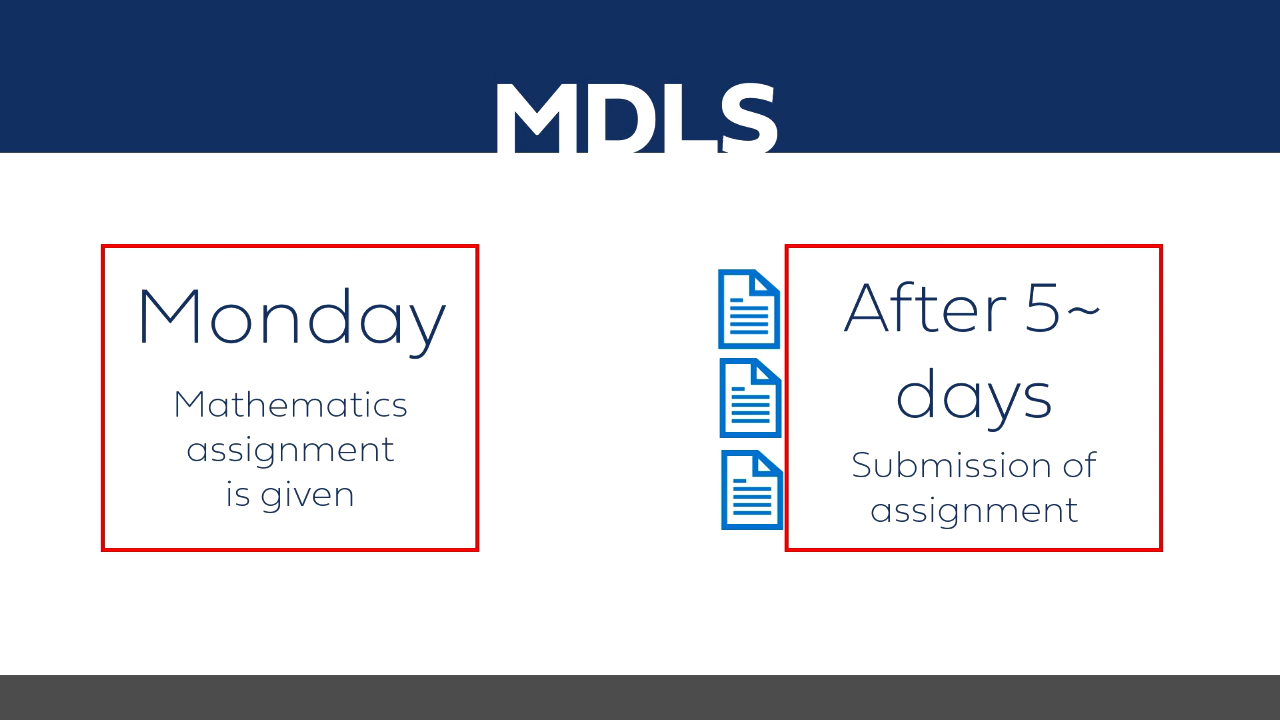 MDLS
Monday
Mathematics
assignment
is given
After 5~
days
Submission of
assignment